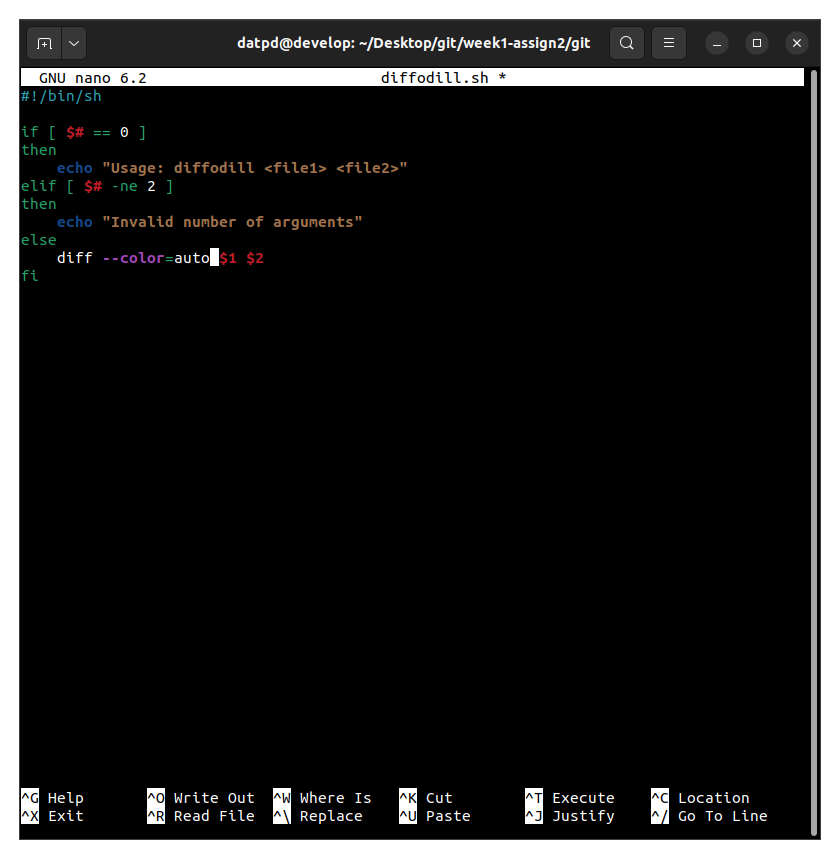 datpd@develop: ~/Desktop/git/week1-assign2/git
GNU nano 6.2 diffodill.sh *
#!/bin/sh
if [ $# == 0 ]
then
echo "Usage: diffodill <file1> <file2>"
elif [ $# -ne 2 ]
then
echo "Invalid number of arguments"
else
diff --color=auto $1 $2
fi
^G Help ^O Write Out ^W Where Is ^K Cut ^T Execute ^C Location
^X Exit ^R Read File ^\ Replace ^U Paste ^J Justify ^/ Go To Line